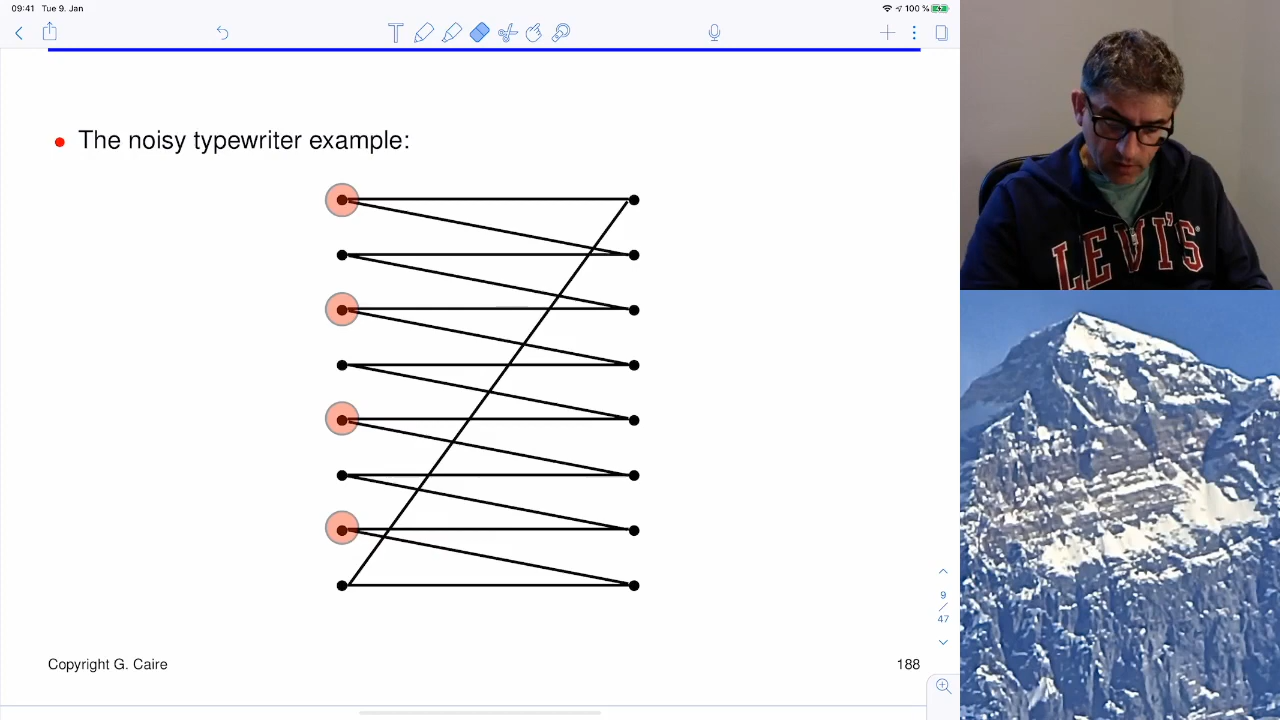 09:41 Tue 9. Jan
100 %
T
The noisy typewriter example:
LEVI'S®
9
/
47
Copyright G. Caire
188